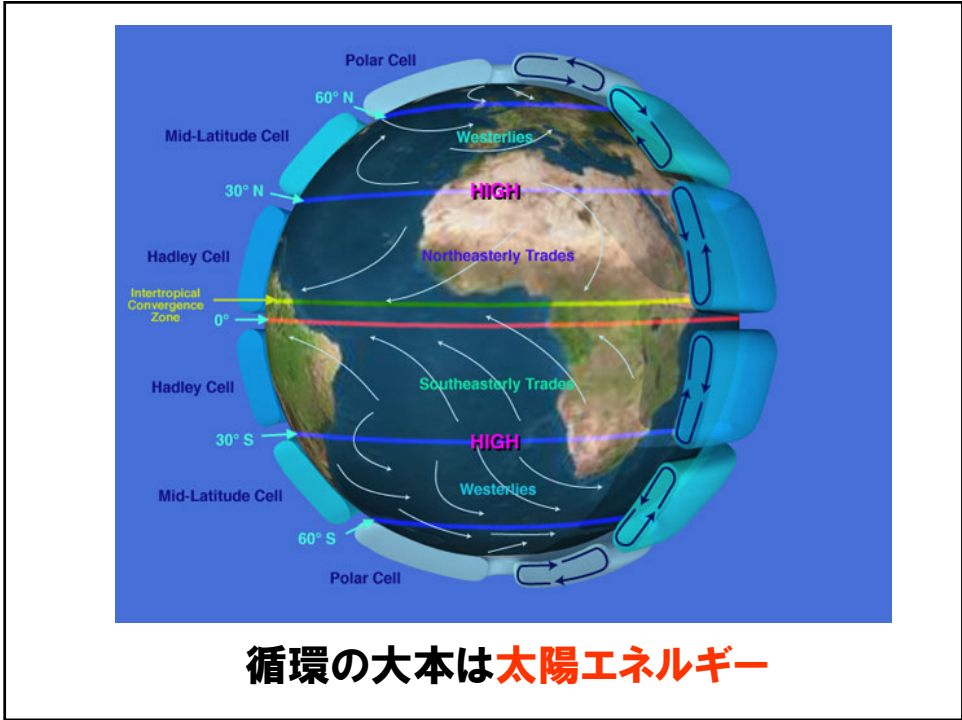 Polar Cell
60° N
Mid-Latitude Cell
Westerlies
30° N
HIGH
Hadley Cell
Northeasterly Trades
Intertropical
Convergence
Zone
0°
Hadley Cell
Southeasterly Trades
30° S
HIGH
Mid-Latitude Cell
Westerlies
60° S
Polar Cell
循環の大本は太陽エネルギー